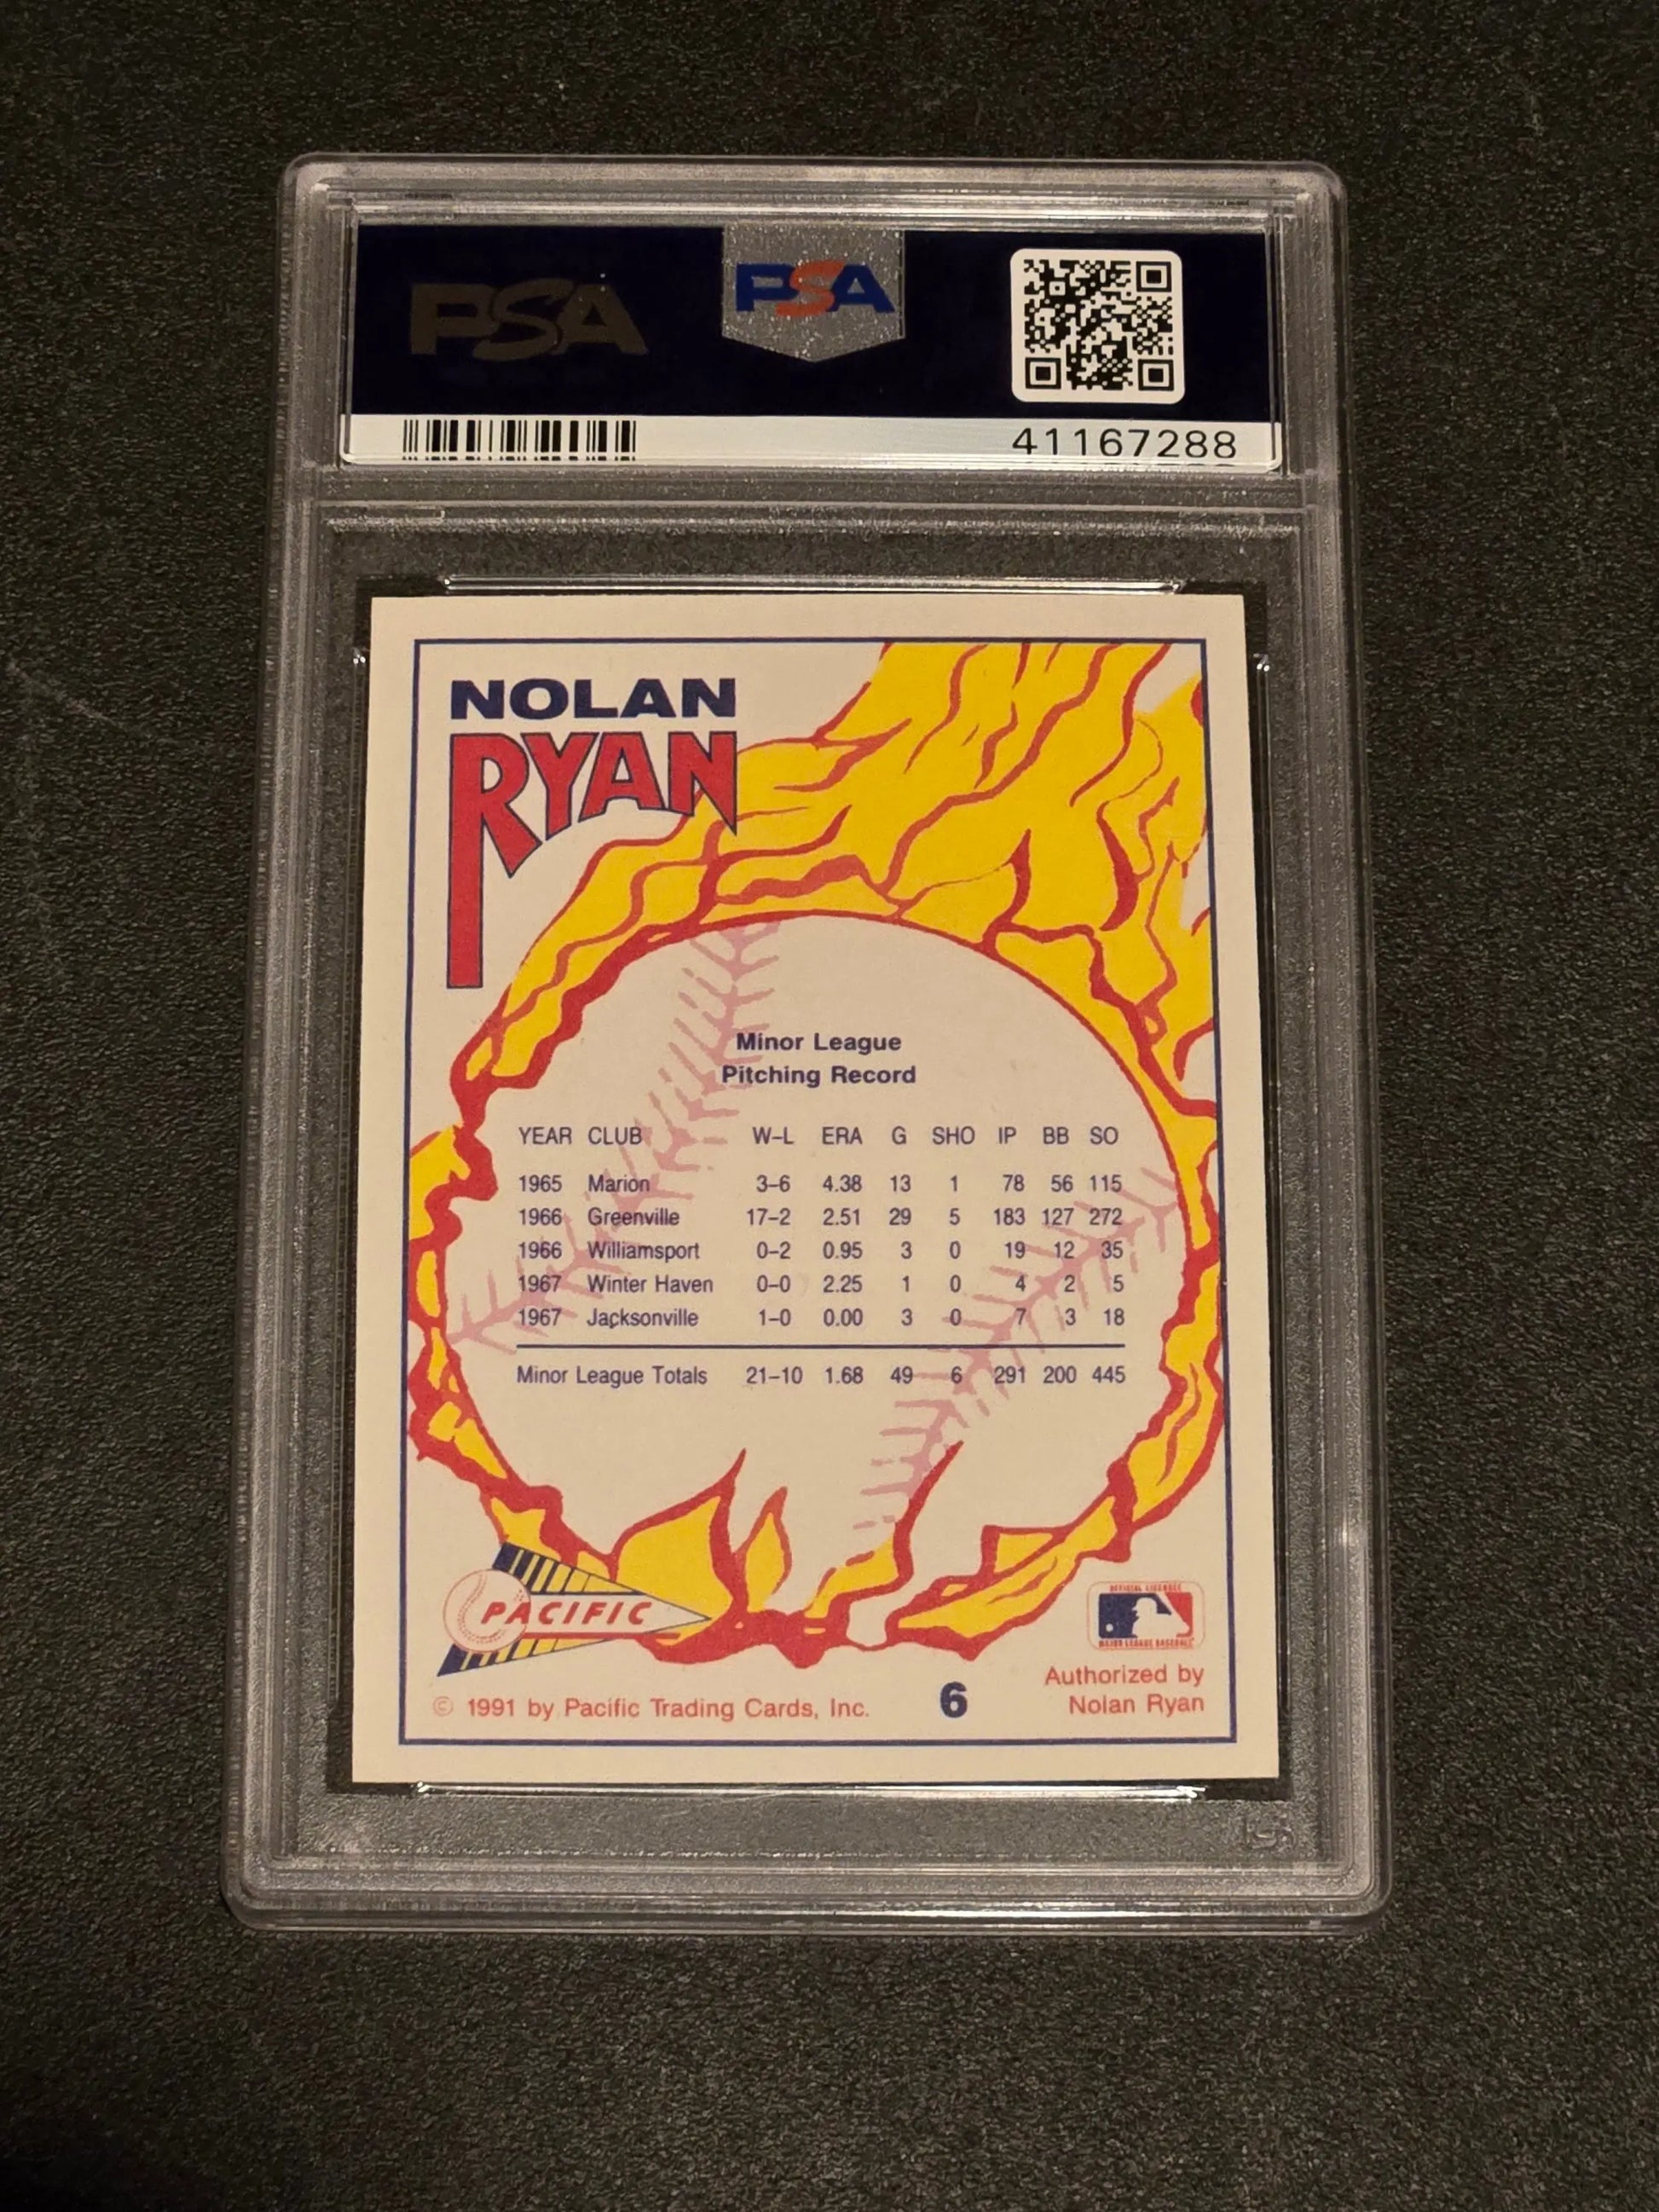 PSA
PSA
41167288
NOLAN
RYAN
Minor League
Pitching Record
YEAR CLUB W–L ERA G SHO IP BB SO
1965 Marion 3–6 4.38 13 1 78 56 115
1966 Greenville 17–2 2.51 29 5 183 127 272
1966 Williamsport 0–2 0.95 3 0 19 12 35
1967 Winter Haven 0–0 2.25 1 0 4 2 5
1967 Jacksonville 1–0 0.00 3 0 7 3 18
Minor League Totals 21–10 1.68 49 6 291 200 445
PACIFIC
OFFICIAL LICENSEE
MAJOR LEAGUE BASEBALL
© 1991 by Pacific Trading Cards, Inc.
6
Authorized by
Nolan Ryan